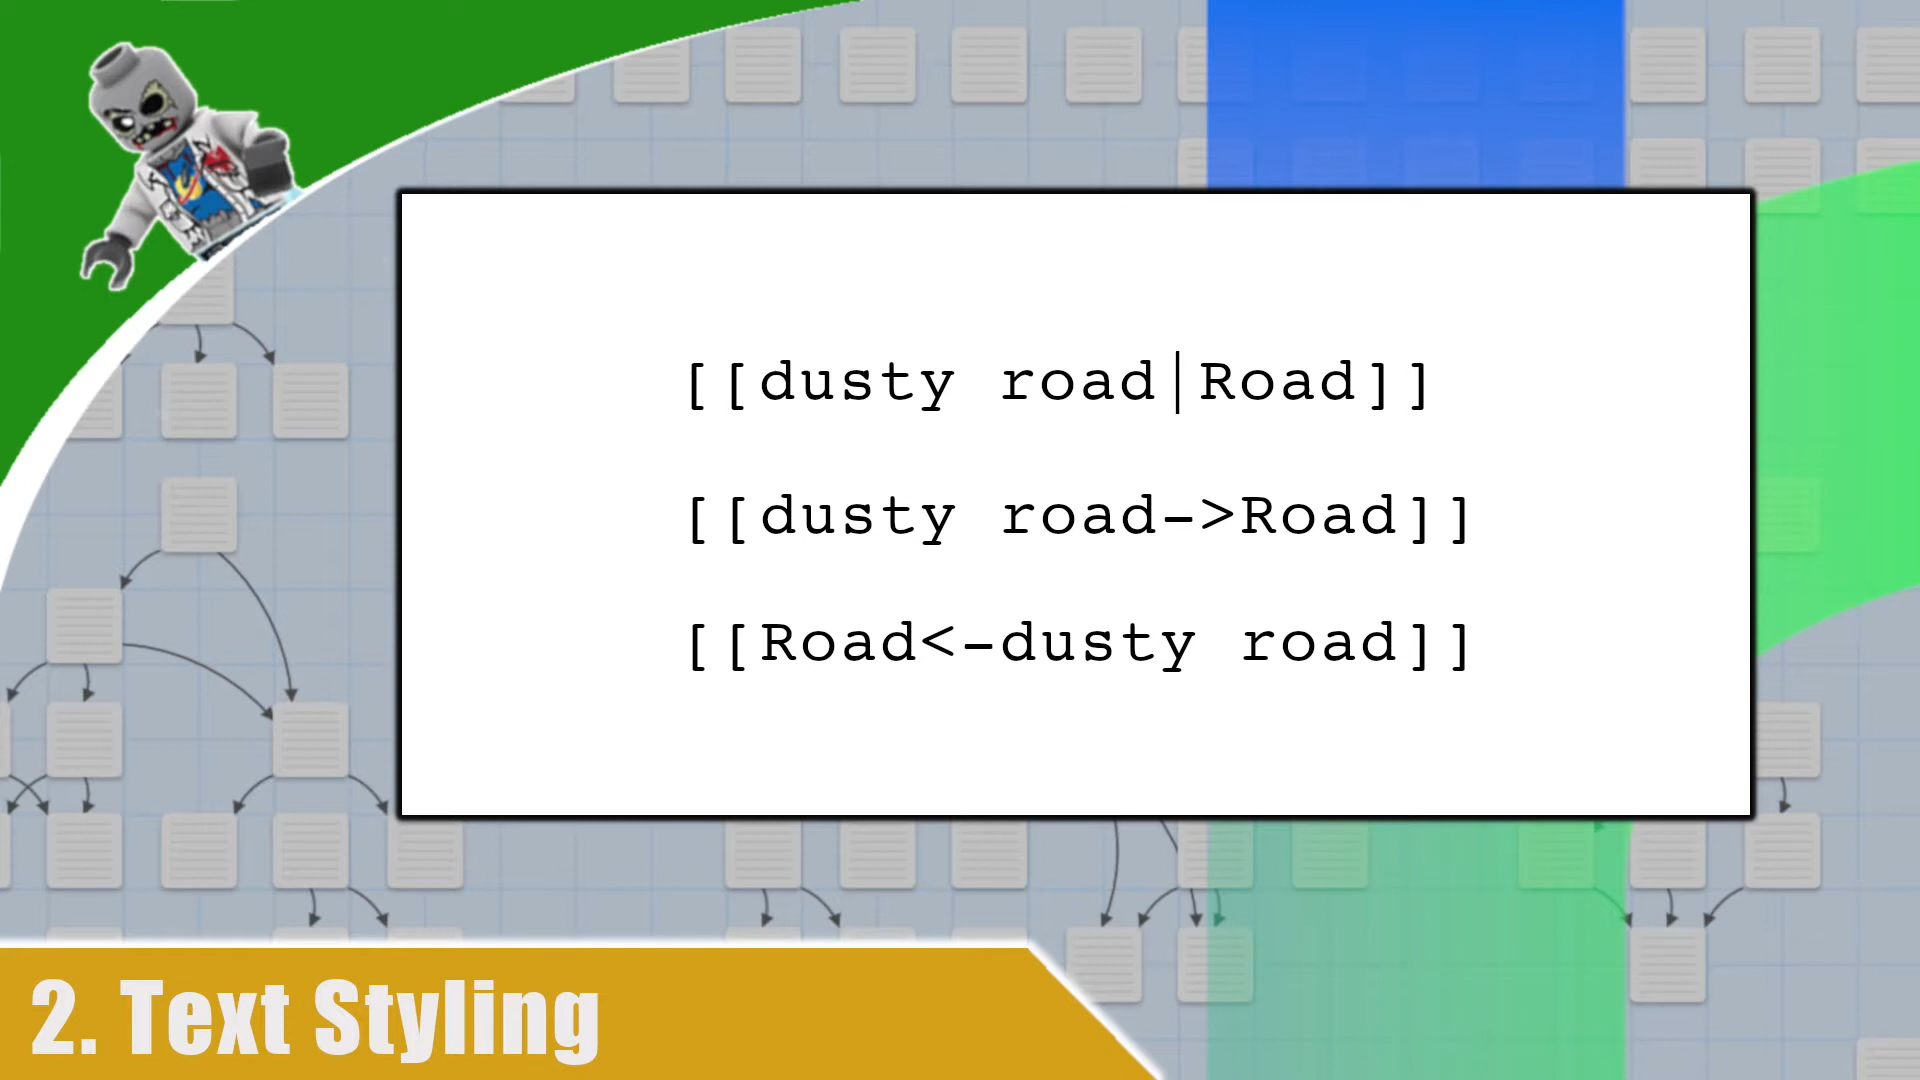 [[dusty road|Road]]
[[dusty road->Road]]
[[Road<-dusty road]]
2. Text Styling